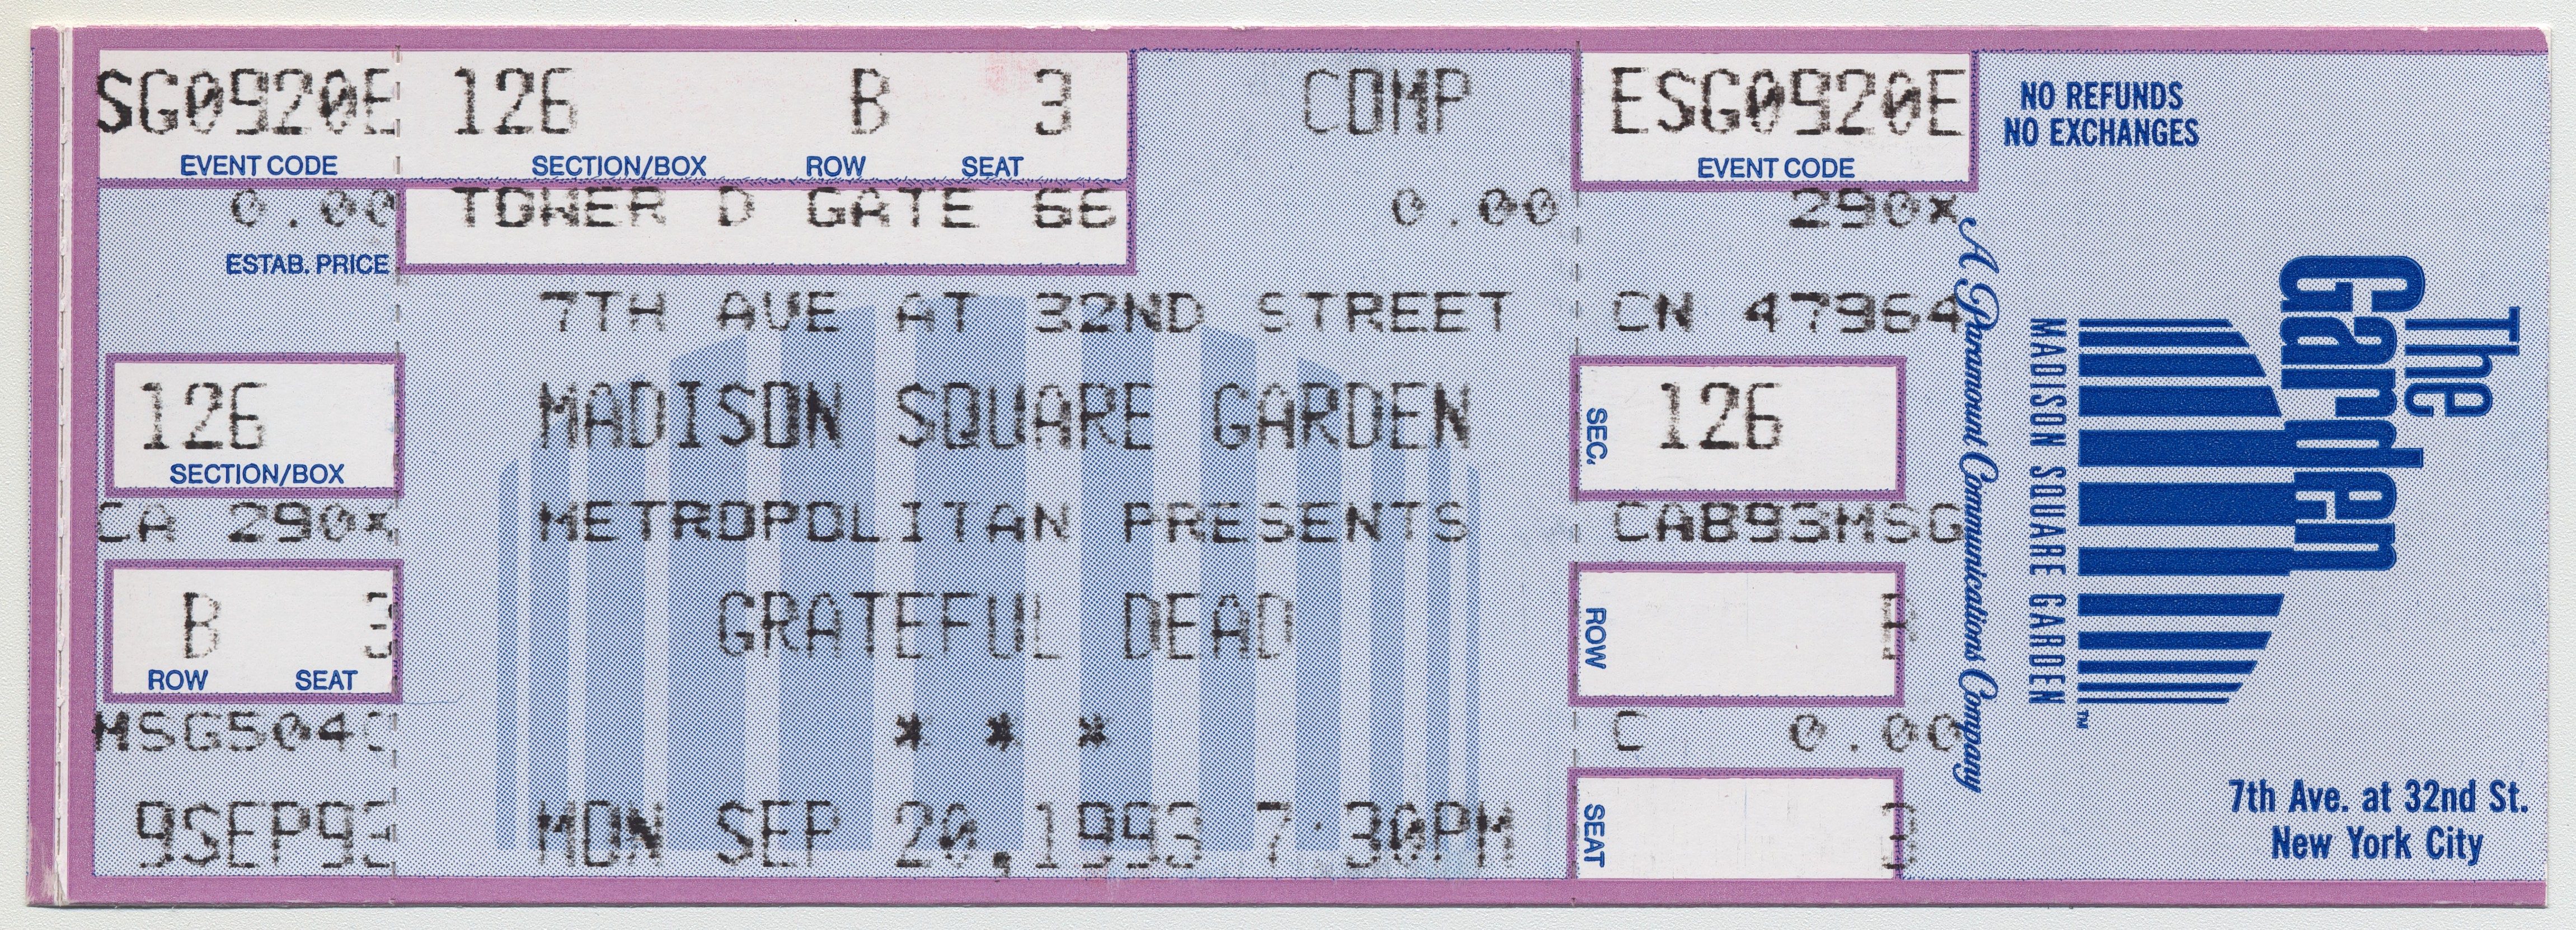 SG0920E 126 B 3 COMP ESG0920E
EVENT CODE SECTION/BOX ROW SEAT EVENT CODE
NO REFUNDS
NO EXCHANGES
0.00 TOWER D GATE 66 0.00 290*
ESTAB. PRICE
7TH AVE AT 32ND STREET CN 47964
126 MADISON SQUARE GARDEN SEC. 126
SECTION/BOX
CA 290* METROPOLITAN PRESENTS CAB93MSG
B 3 GRATEFUL DEAD ROW B
ROW SEAT
MSG504 * * * C 0.00
9SEP93 MON SEP 20,1993 7:30PM SEAT 3
A Paramount Communications Company
MADISON SQUARE GARDEN
TM
The
Garden
7th Ave. at 32nd St.
New York City